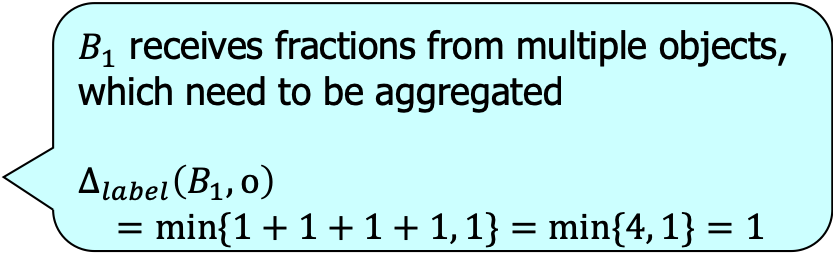 B₁ receives fractions from multiple objects,
which need to be aggregated
Δ_label(B₁, o)
= min{1 + 1 + 1 + 1, 1} = min{4, 1} = 1